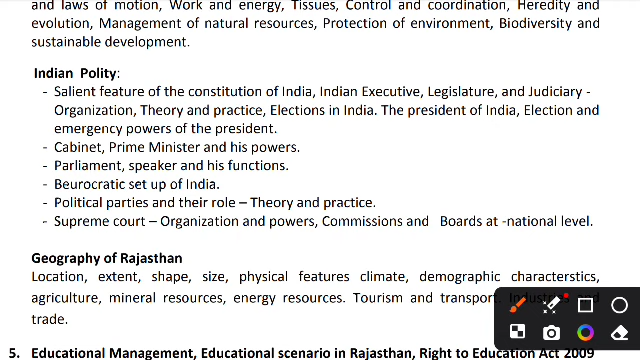 and laws of motion, Work and energy, Tissues, Control and coordination, Heredity and
evolution, Management of natural resources, Protection of environment, Biodiversity and
sustainable development.
Indian Polity:
- Salient feature of the constitution of India, Indian Executive, Legislature, and Judiciary -
Organization, Theory and practice, Elections in India. The president of India, Election and
emergency powers of the president.
- Cabinet, Prime Minister and his powers.
- Parliament, speaker and his functions.
- Beurocratic set up of India.
- Political parties and their role – Theory and practice.
- Supreme court – Organization and powers, Commissions and Boards at -national level.
Geography of Rajasthan
Location, extent, shape, size, physical features climate, demographic characterstics,
agriculture, mineral resources, energy resources. Tourism and transport. Industries and
trade.
5. Educational Management, Educational scenario in Rajasthan, Right to Education Act 2009